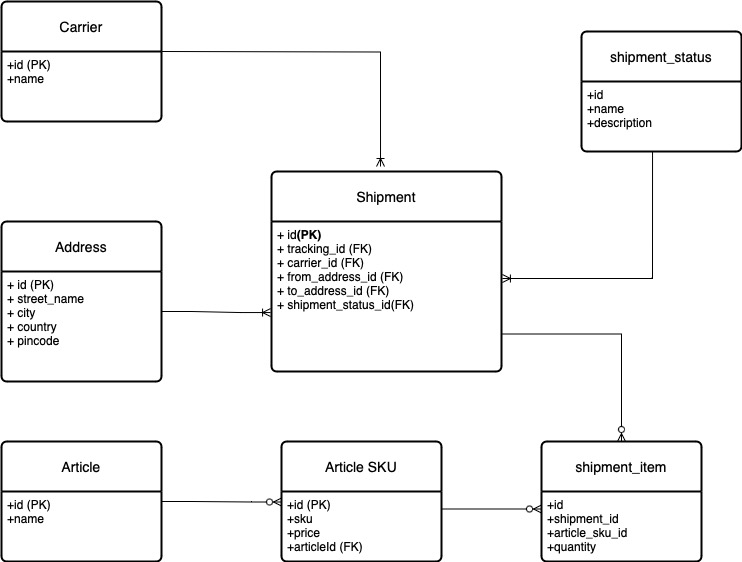 Carrier
+id (PK)
+name
shipment_status
+id
+name
+description
Shipment
+ id(PK)
+ tracking_id (FK)
+ carrier_id (FK)
+ from_address_id (FK)
+ to_address_id (FK)
+ shipment_status_id(FK)
Address
+ id (PK)
+ street_name
+ city
+ country
+ pincode
Article
+id (PK)
+name
Article SKU
+id (PK)
+sku
+price
+articleId (FK)
shipment_item
+id
+shipment_id
+article_sku_id
+quantity